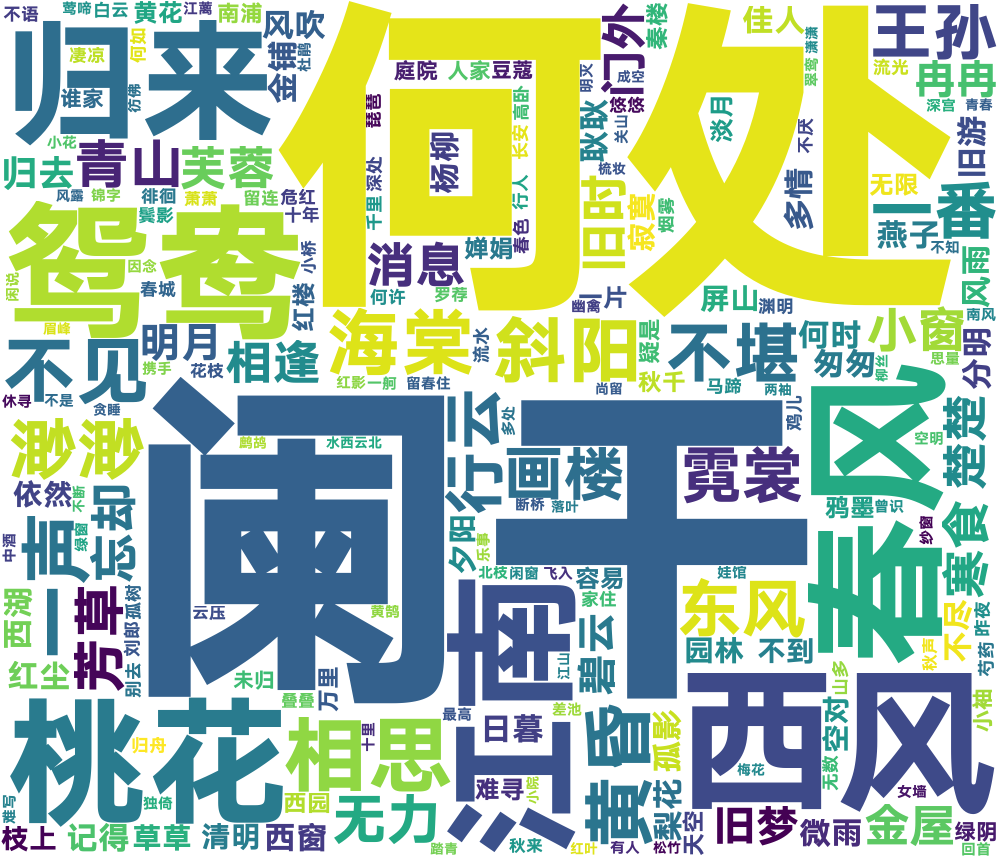 不语
莺啼
白云
黄花
江蓠
南浦
风吹
归来
凄凉
何如
金铺
杜鹃
谁家
彷佛
何处
庭院
人家
豆蔻
琵琶
高卧
门外
秦楼
佳人
潇潇
王孙
明灭
成空
翠鸾
流光
冉冉
深宫
青春
小花
归去
青山
芙蓉
风露
锦字
徘徊
萧萧
留连
危红
十年
鬓影
千里
深处
杨柳
长安
行人
春色
耿耿
关山
梳妆
淡月
不厌
多情
无限
旧游
一番
燕子
不知
鸳鸯
闲说
因念
春城
小桥
红楼
眉峰
消息
婵娟
何许
罗荐
旧时
寂寞
烟雾
一片
幽禽
屏山
渊明
风雨
南风
不见
明月
携手
花枝
相逢
海棠
流水
斜阳
疑是
秋千
不堪
何时
匆匆
柳丝
小窗
思量
分明
休寻
不是
贪睡
红影
一舸
留春住
尚留
马蹄
两袖
渺渺
鹧鸪
水西云北
阑干
行云
多处
画楼
断桥
落叶
鸡儿
霓裳
鸦墨
曾识
春风
空明
楚楚
依然
不断
中酒
一声
绿窗
忘却
夕阳
乐事
北枝
闲窗
飞入
容易
家住
娃馆
纱窗
寒食
西湖
芳草
孤树
刘郎
别去
红尘
云压
黄鹄
江南
江山
碧云
东风
园林
不到
秋声
不尽
昨夜
芍药
未归
叠叠
万里
最高
差池
山多
小袖
桃花
归舟
相思
十里
日暮
黄昏
孤影
西风
空对
无数
梅花
女墙
难写
独倚
西园
无力
难寻
小院
梨花
天空
枝上
记得
草草
清明
西窗
踏青
秋来
红叶
有人
松竹
旧梦
微雨
金屋
绿阴
回首